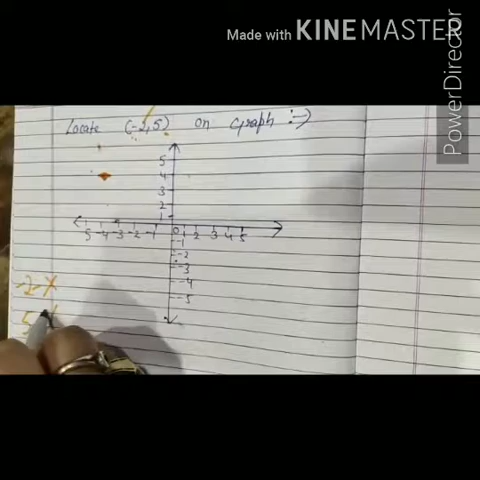 Made with KINEMASTER
PowerDirector
Locate (-2,5) on Graph :-)
5
4
3
2
1
-5 -4 -3 -2 -1 0 1 2 3 4 5
-1
-2
-3
-4
-5
-2 X
5